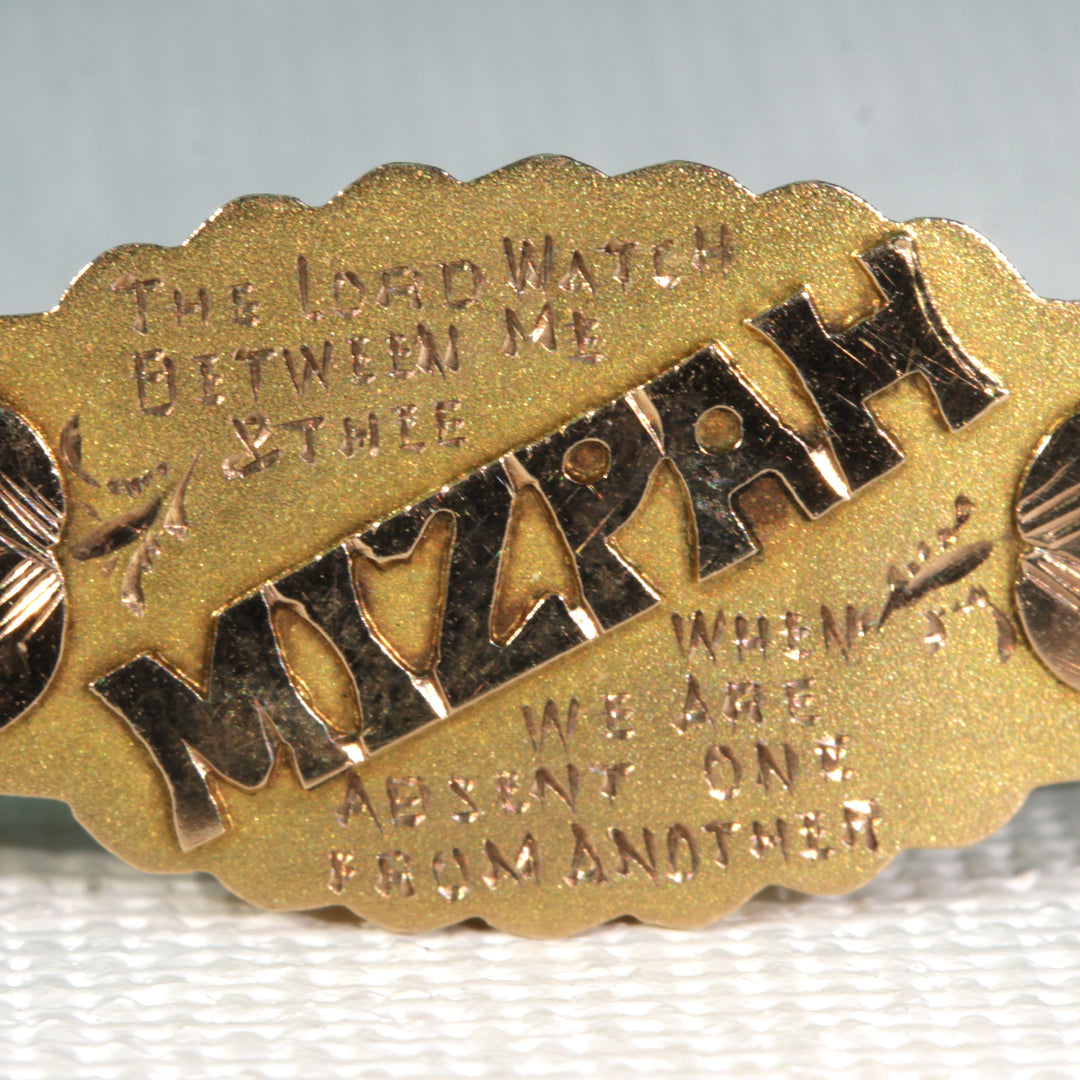 THE LORD WATCH
BETWEEN ME
& THEE
MIZPAH
WHEN
WE ARE
ABSENT ONE
FROM ANOTHER